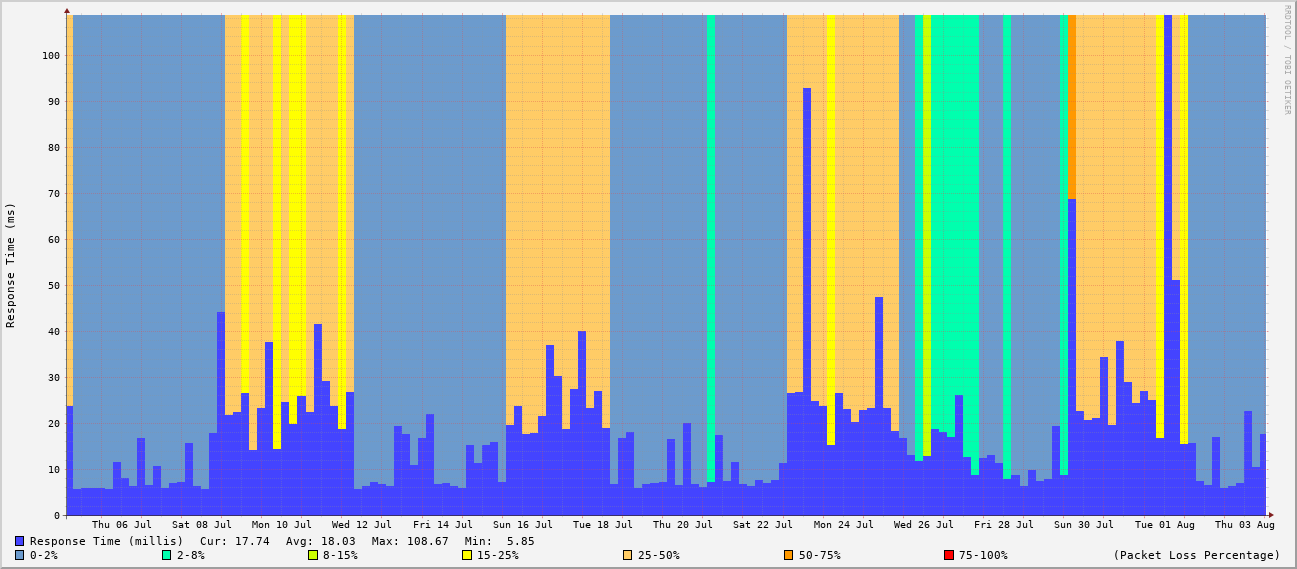 RRDTOOL / TOBI OETIKER
Response Time (ms)
100
90
80
70
60
50
40
30
20
10
0
Thu 06 Jul Sat 08 Jul Mon 10 Jul Wed 12 Jul Fri 14 Jul Sun 16 Jul Tue 18 Jul Thu 20 Jul Sat 22 Jul Mon 24 Jul Wed 26 Jul Fri 28 Jul Sun 30 Jul Tue 01 Aug Thu 03 Aug
Response Time (millis) Cur: 17.74 Avg: 18.03 Max: 108.67 Min: 5.85
0-2% 2-8% 8-15% 15-25% 25-50% 50-75% 75-100% (Packet Loss Percentage)